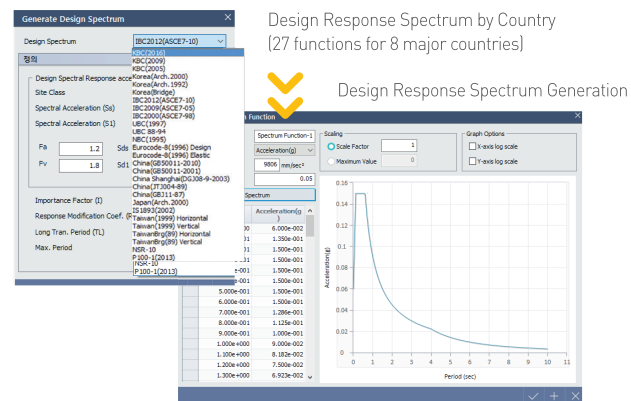 Generate Design Spectrum
Design Response Spectrum by Country
(27 functions for 8 major countries)
Design Response Spectrum Generation
Design Spectrum
IBC2012(ASCE7-10)
정의
KBC(2016)
KBC(2009)
KBC(2005)
Korea(Arch.2000)
Korea(Arch.1992)
Korea(Bridge)
IBC2012(ASCE7-10)
IBC2009(ASCE7-05)
IBC2000(ASCE7-98)
UBC(1997)
UBC 88-94
NBC(1995)
Eurocode-8(1996) Design
Eurocode-8(1996) Elastic
China(GB50011-2010)
China(GB50011-2001)
China Shanghai(DGJ08-9-2003)
China(JTJ004-89)
China(GBJ11-87)
Japan(Arch.2000)
IS1893(2002)
Taiwan(1999) Horizontal
Taiwan(1999) Vertical
TaiwanBrg(89) Horizontal
TaiwanBrg(89) Vertical
NSR-10
P100-1(2013)
NSR-10
P100-1(2013)
Design Spectral Response acce
Site Class
Spectral Acceleration (Ss)
Spectral Acceleration (S1)
Fa 1.2 Sds
Fv 1.8 Sd1
Importance Factor (I)
Response Modification Coef. (R
Long Tran. Period (TL)
Max. Period
Function
Spectrum Function-1
Acceleration(g)
9806 mm/sec²
0.05
Spectrum
Scaling
Scale Factor 1
Maximum Value 0
Graph Options
X-axis log scale
Y-axis log scale
Acceleration(g
)
000 6.000e-002
01 1.350e-001
01 1.500e-001
01 1.500e-001
e-001 1.500e-001
5.000e-001 1.500e-001
6.000e-001 1.500e-001
7.000e-001 1.286e-001
8.000e-001 1.125e-001
9.000e-001 1.000e-001
1.000e+000 9.000e-002
1.100e+000 8.182e-002
1.200e+000 7.500e-002
1.300e+000 6.923e-002
Acceleration(g)
0.16
0.14
0.12
0.1
0.08
0.06
0.04
0.02
0
0 1 2 3 4 5 6 7 8 9 10 11
Period (sec)